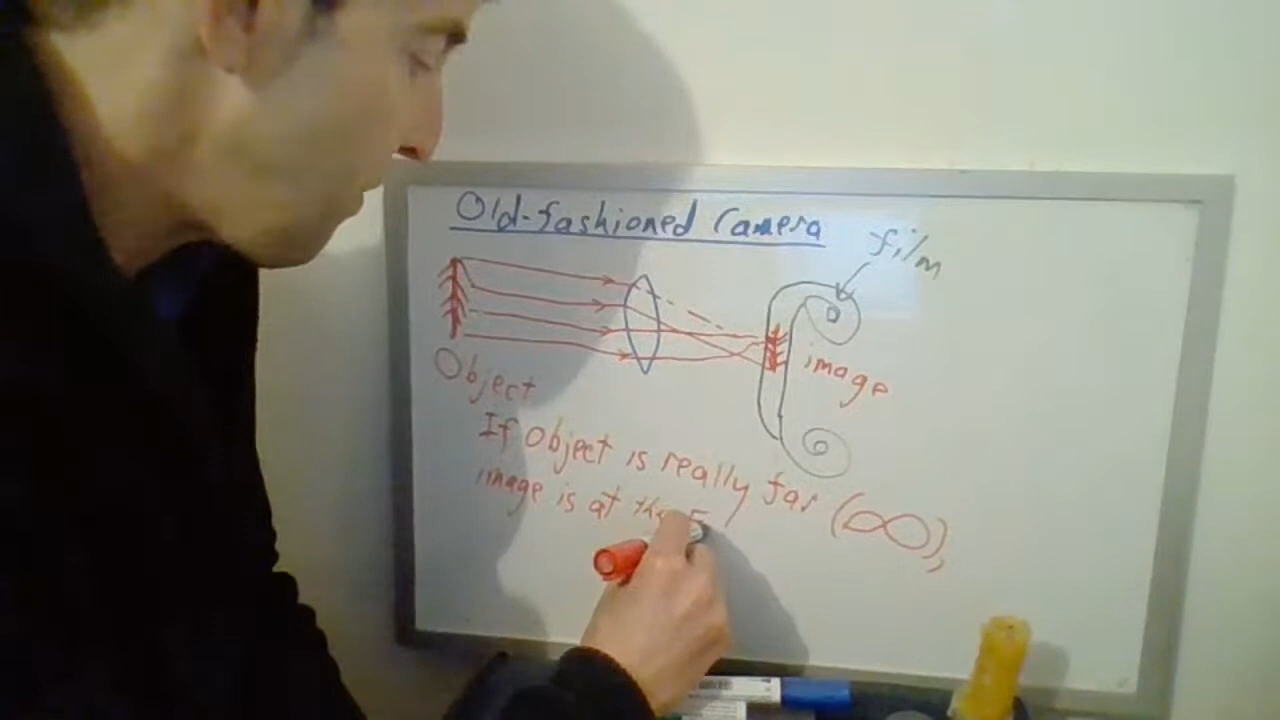 Old-fashioned Camera
film
image
Object
If object is really far (∞),
image is at the F